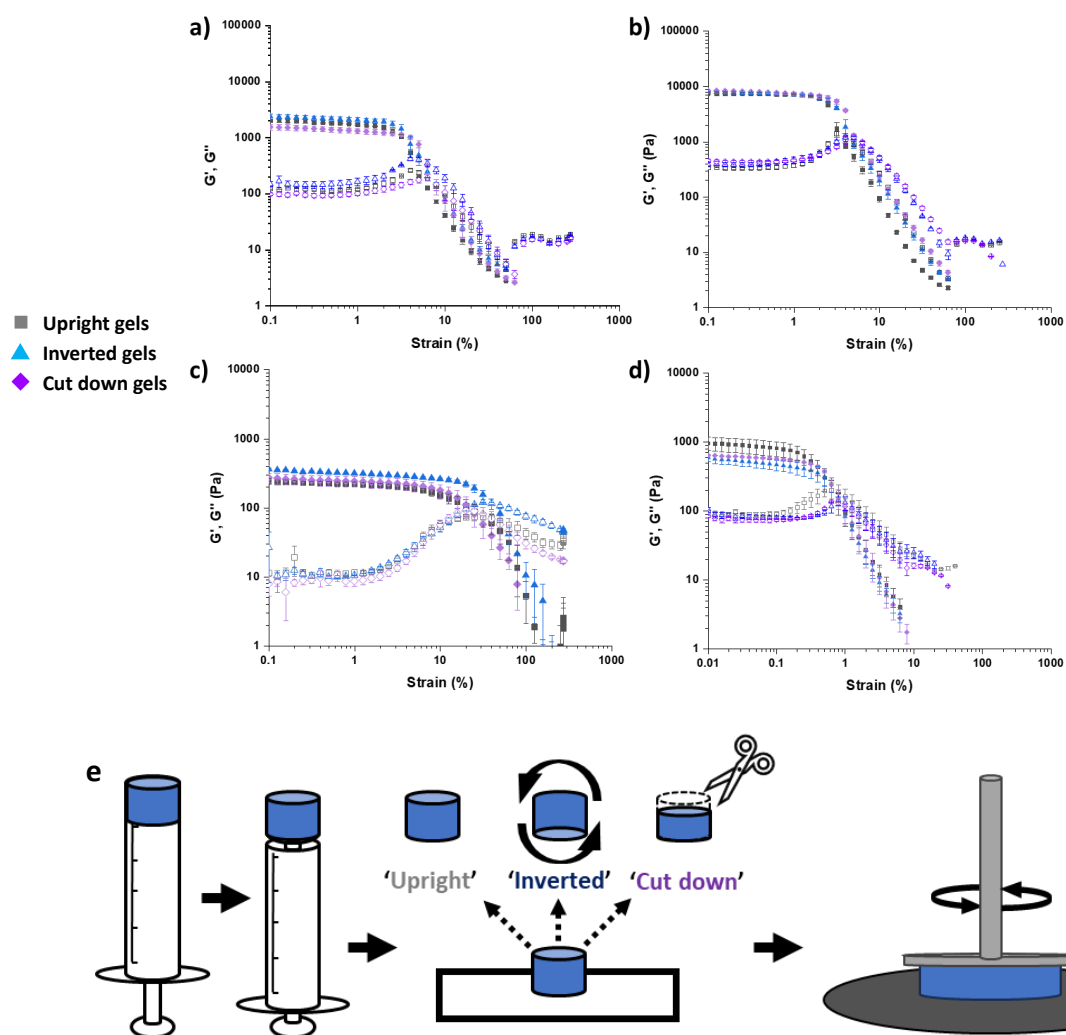 a)
100000
10000
1000
100
10
1
G', G''
0.1
1
10
100
1000
Strain (%)
b)
100000
10000
1000
100
10
1
G', G'' (Pa)
0.1
1
10
100
1000
Strain (%)
Upright gels
Inverted gels
Cut down gels
c)
10000
1000
100
10
1
G', G'' (Pa)
0.1
1
10
100
1000
Strain (%)
d)
10000
1000
100
10
1
G', G'' (Pa)
0.01
0.1
1
10
100
1000
Strain (%)
e
'Upright'
'Inverted'
'Cut down'